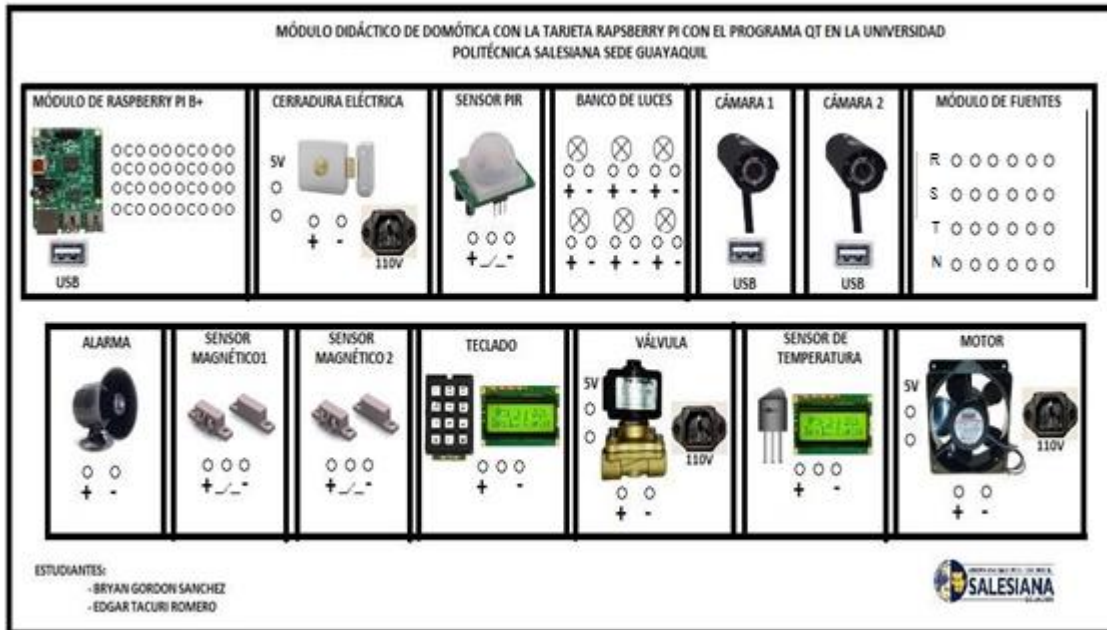 MÓDULO DIDÁCTICO DE DOMÓTICA CON LA TARJETA RAPSBERRY PI CON EL PROGRAMA QT EN LA UNIVERSIDAD
POLITÉCNICA SALESIANA SEDE GUAYAQUIL
MÓDULO DE RASPBERRY PI B+
USB
CERRADURA ELÉCTRICA
5V
+ -
110V
SENSOR PIR
+ -
BANCO DE LUCES
+ - + - + -
+ - + - + -
CÁMARA 1
USB
CÁMARA 2
USB
MÓDULO DE FUENTES
R
S
T
N
ALARMA
+ -
SENSOR
MAGNÉTICO1
+ -
SENSOR
MAGNÉTICO 2
+ -
TECLADO
+ -
VÁLVULA
5V
110V
+ -
SENSOR DE
TEMPERATURA
+ -
MOTOR
5V
110V
+ -
ESTUDIANTES:
- BRYAN GORDON SANCHEZ
- EDGAR TACURI ROMERO
SALESIANA